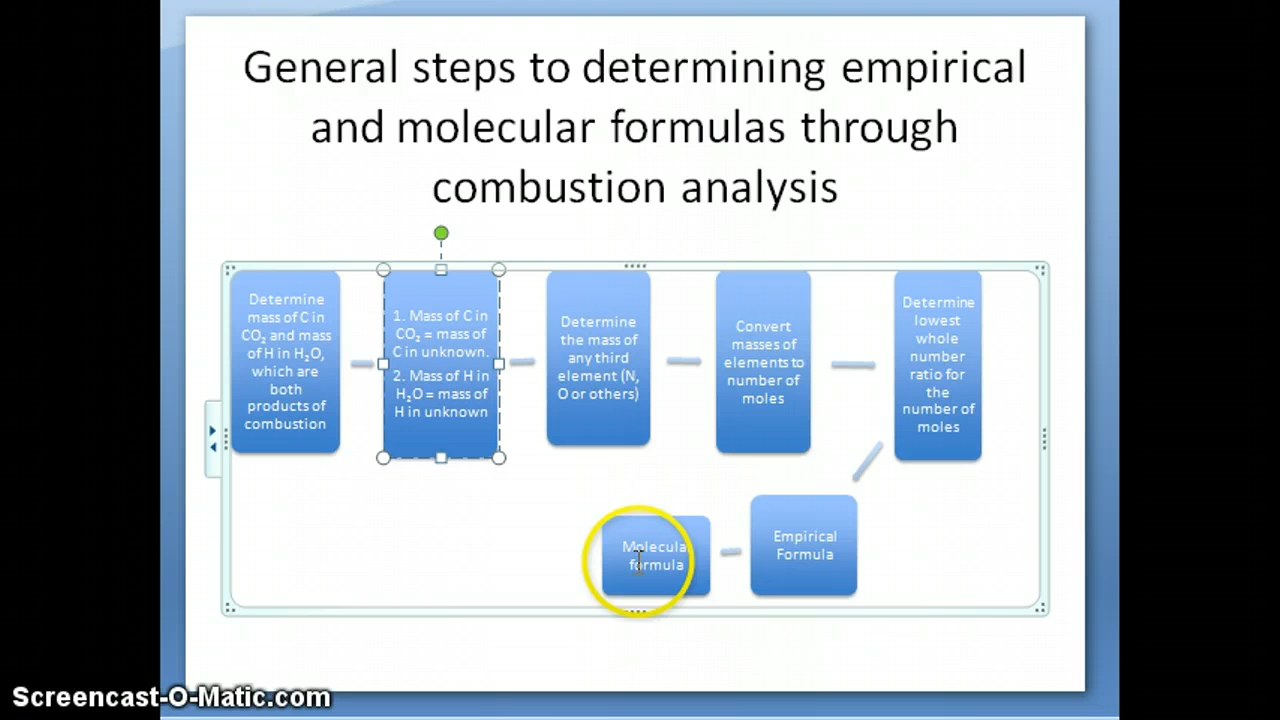 General steps to determining empirical
and molecular formulas through
combustion analysis
Determine
mass of C in
CO₂ and mass
of H in H₂O,
which are
both
products of
combustion
1. Mass of C in
CO₂ = mass of
C in unknown.
2. Mass of H in
H₂O = mass of
H in unknown
Determine
the mass of
any third
element (N,
O or others)
Convert
masses of
elements to
number of
moles
Determine
lowest
whole
number
ratio for
the
number of
moles
Empirical
Formula
Molecular
formula
Screencast-O-Matic.com